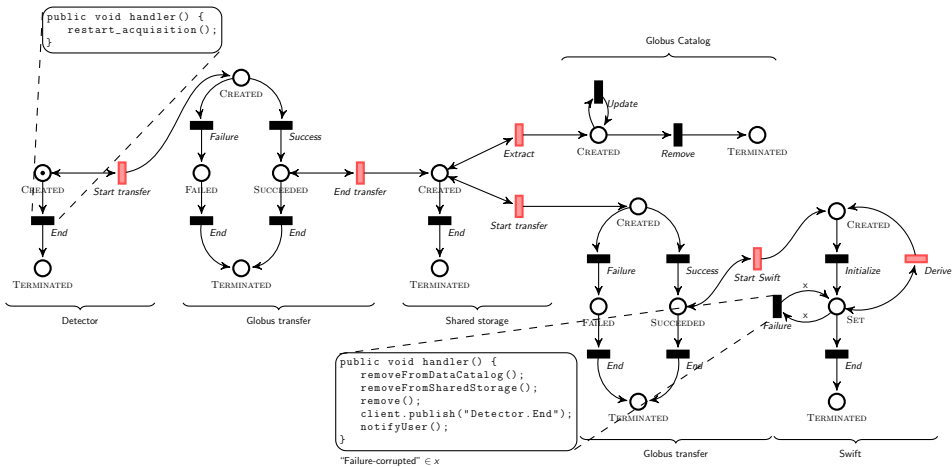 public void handler() {
restart_acquisition();
}
Globus Catalog
CREATED
Update
Failure
Success
Extract
CREATED
Remove
TERMINATED
CREATED
Start transfer
FAILED
SUCCEEDED
End transfer
CREATED
Start transfer
CREATED
CREATED
End
End
End
End
Failure
Success
Start Swift
Initialize
Derive
TERMINATED
TERMINATED
TERMINATED
x
x
Detector
Globus transfer
Shared storage
FAILED
SUCCEEDED
Failure
SET
public void handler() {
removeFromDataCatalog();
removeFromSharedStorage();
remove();
client.publish("Detector.End");
notifyUser();
}
End
End
End
TERMINATED
TERMINATED
Globus transfer
Swift
“Failure-corrupted” ∈ x